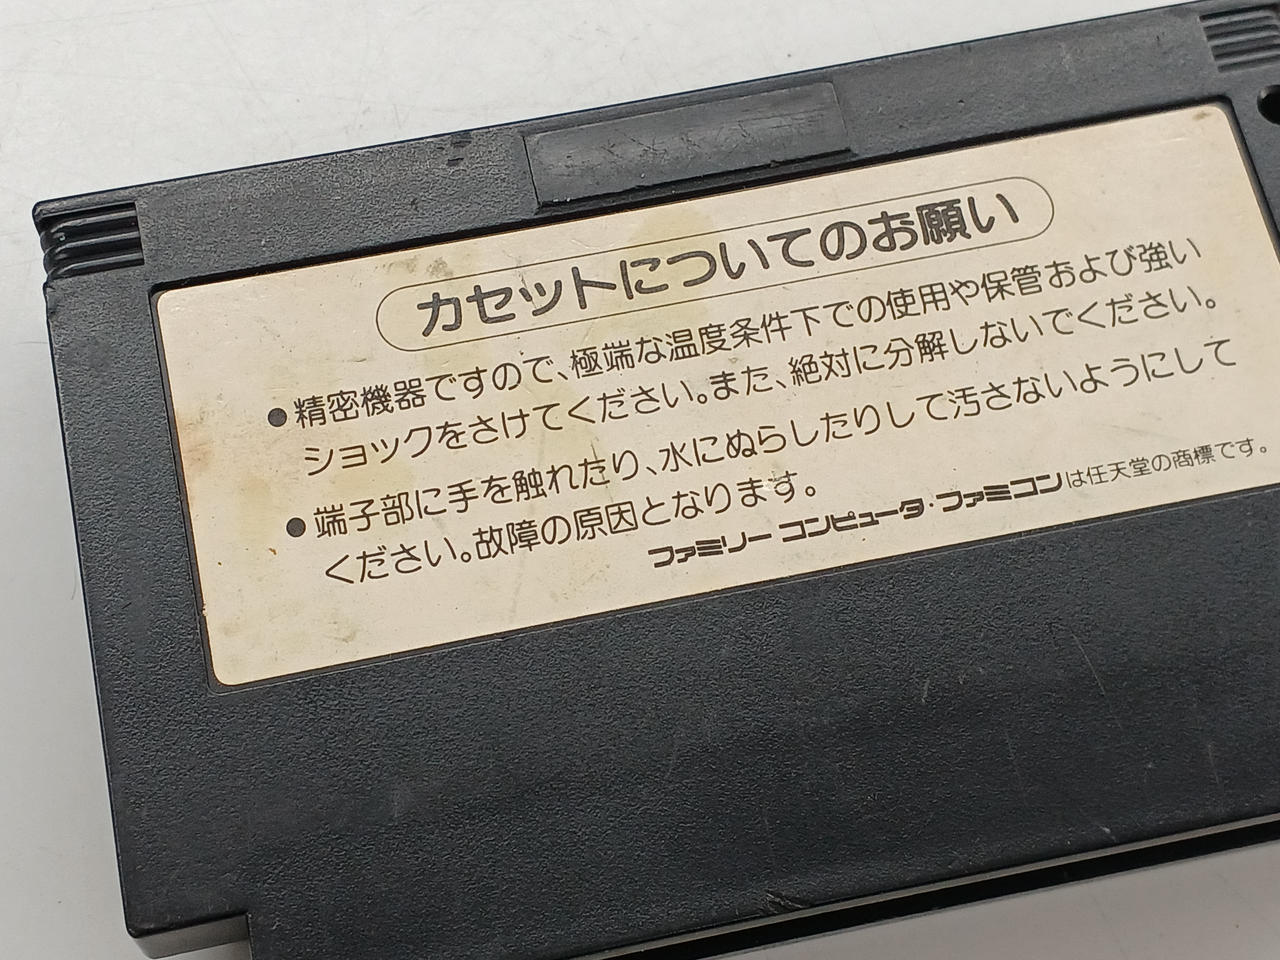 カセットについてのお願い
●精密機器ですので、極端な温度条件下での使用や保管および強い
ショックをさけてください。また、絶対に分解しないでください。
●端子部に手を触れたり、水にぬらしたりして汚さないようにして
ください。故障の原因となります。
ファミリー コンピュータ・ファミコンは任天堂の商標です。